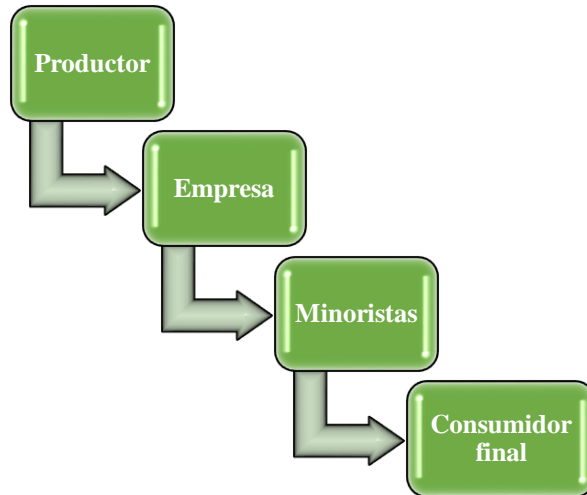 Productor
Empresa
Minoristas
Consumidor
final